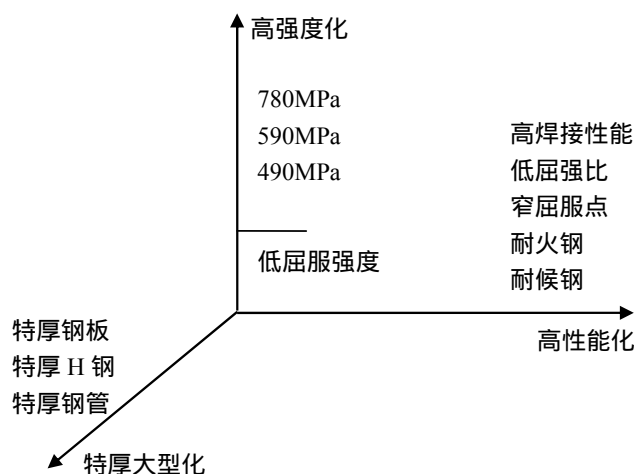 高强度化
780MPa
590MPa
490MPa
低屈服强度
高焊接性能
低屈强比
窄屈服点
耐火钢
耐候钢
高性能化
特厚钢板
特厚 H 钢
特厚钢管
特厚大型化